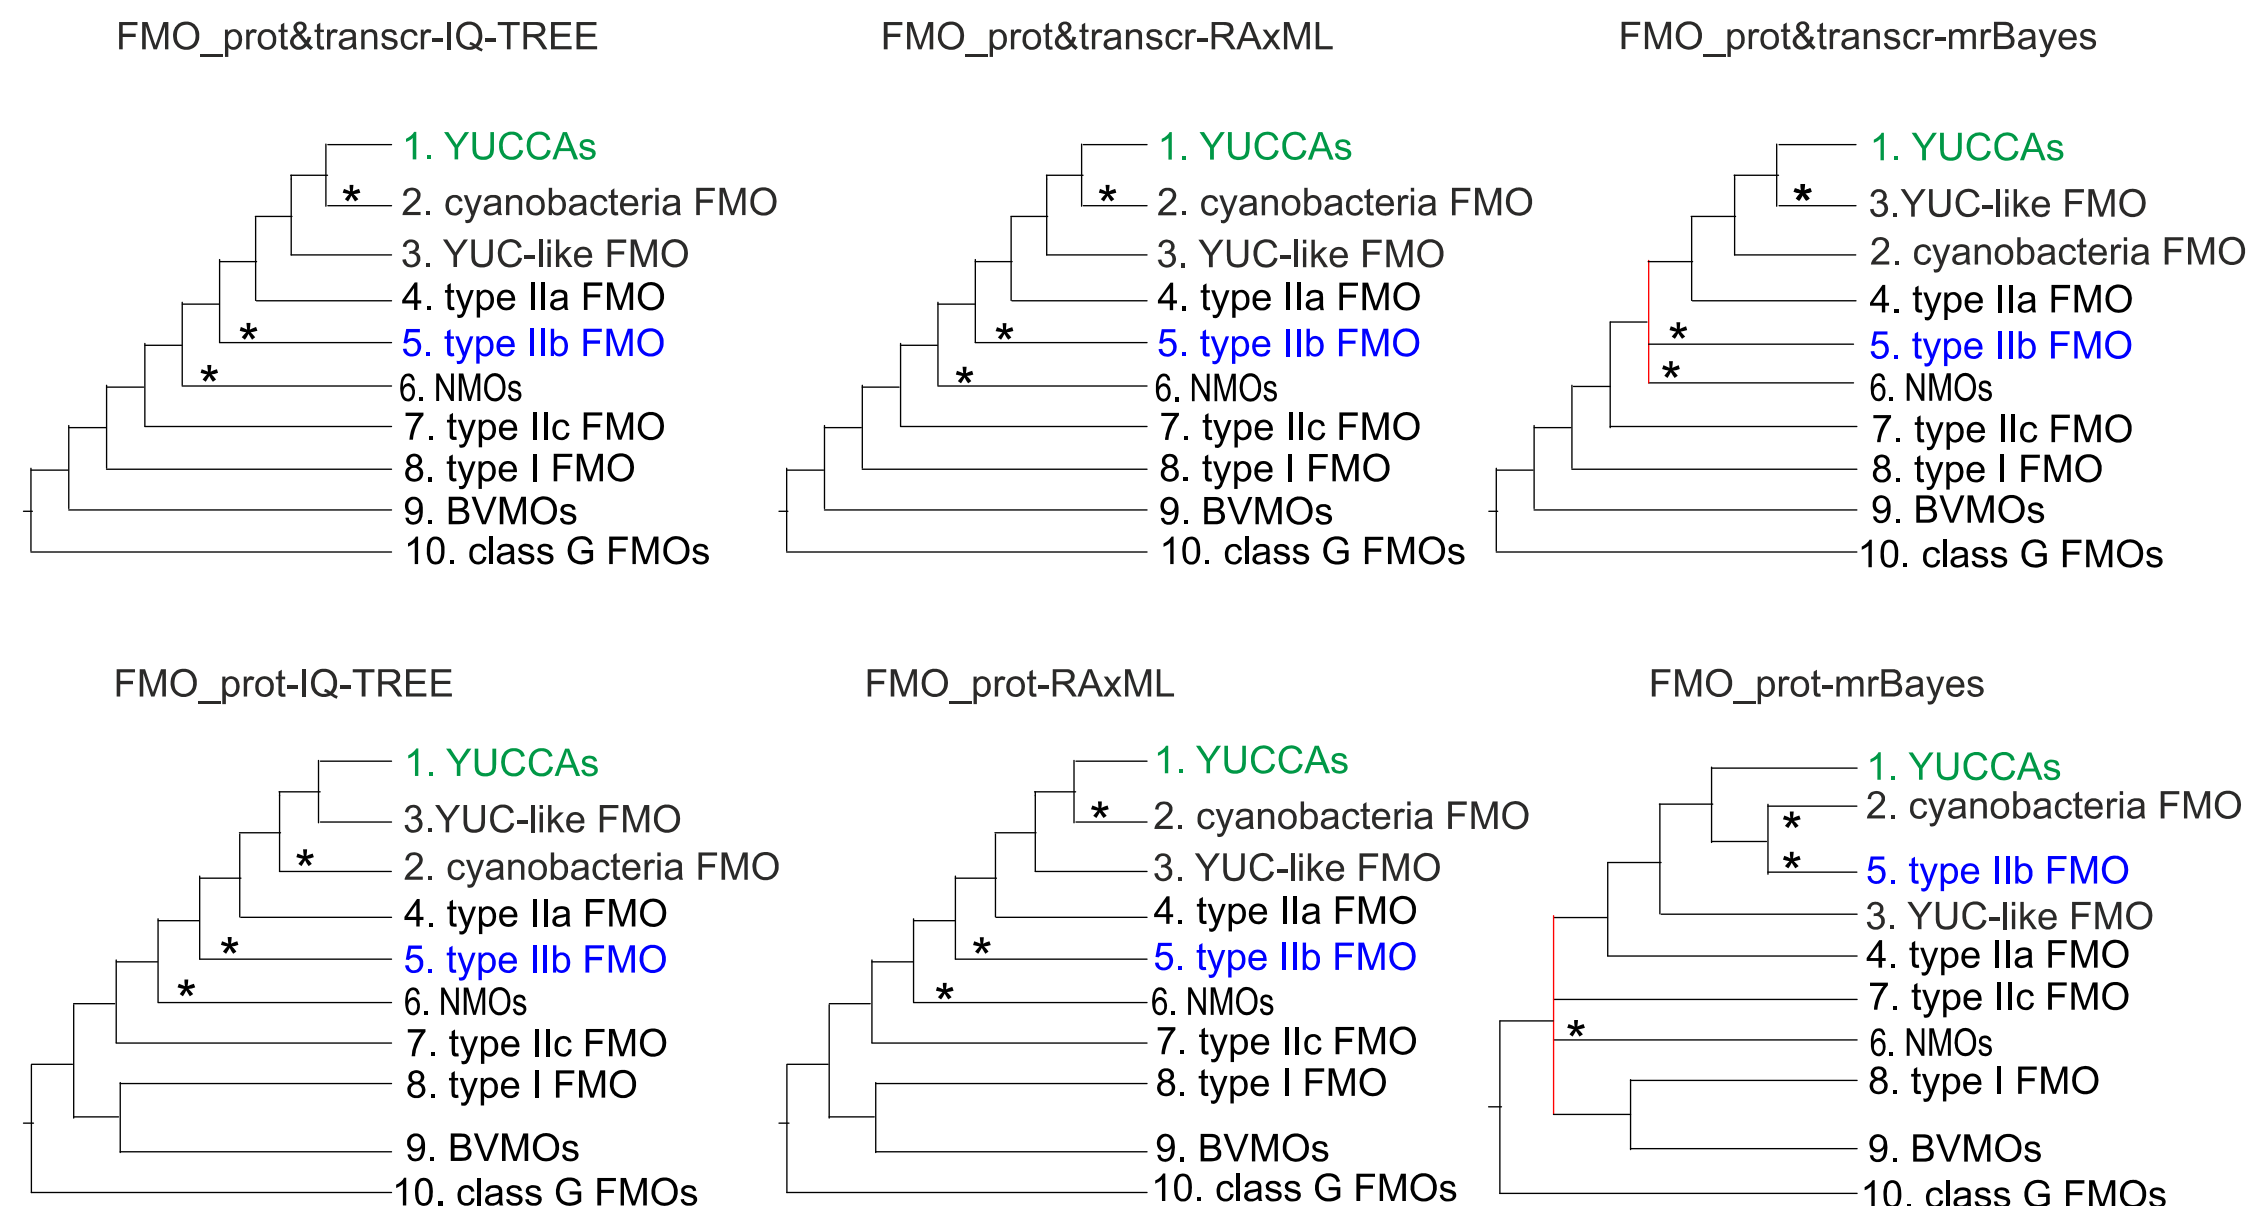 FMO_prot&transcr-IQ-TREE
1. YUCCAs
*
2. cyanobacteria FMO
3. YUC-like FMO
4. type IIa FMO
*
5. type IIb FMO
*
6. NMOs
7. type IIc FMO
8. type I FMO
9. BVMOs
10. class G FMOs
FMO_prot&transcr-RAxML
1. YUCCAs
*
2. cyanobacteria FMO
3. YUC-like FMO
4. type IIa FMO
*
5. type IIb FMO
*
6. NMOs
7. type IIc FMO
8. type I FMO
9. BVMOs
10. class G FMOs
FMO_prot&transcr-mrBayes
1. YUCCAs
*
3.YUC-like FMO
2. cyanobacteria FMO
4. type IIa FMO
*
5. type IIb FMO
*
6. NMOs
7. type IIc FMO
8. type I FMO
9. BVMOs
10. class G FMOs
FMO_prot-IQ-TREE
1. YUCCAs
3.YUC-like FMO
*
2. cyanobacteria FMO
4. type IIa FMO
*
5. type IIb FMO
*
6. NMOs
7. type IIc FMO
8. type I FMO
9. BVMOs
10. class G FMOs
FMO_prot-RAxML
1. YUCCAs
*
2. cyanobacteria FMO
3. YUC-like FMO
4. type IIa FMO
*
5. type IIb FMO
*
6. NMOs
7. type IIc FMO
8. type I FMO
9. BVMOs
10. class G FMOs
FMO_prot-mrBayes
1. YUCCAs
2. cyanobacteria FMO
*
*
5. type IIb FMO
3. YUC-like FMO
4. type IIa FMO
7. type IIc FMO
*
6. NMOs
8. type I FMO
9. BVMOs
10. class G FMOs